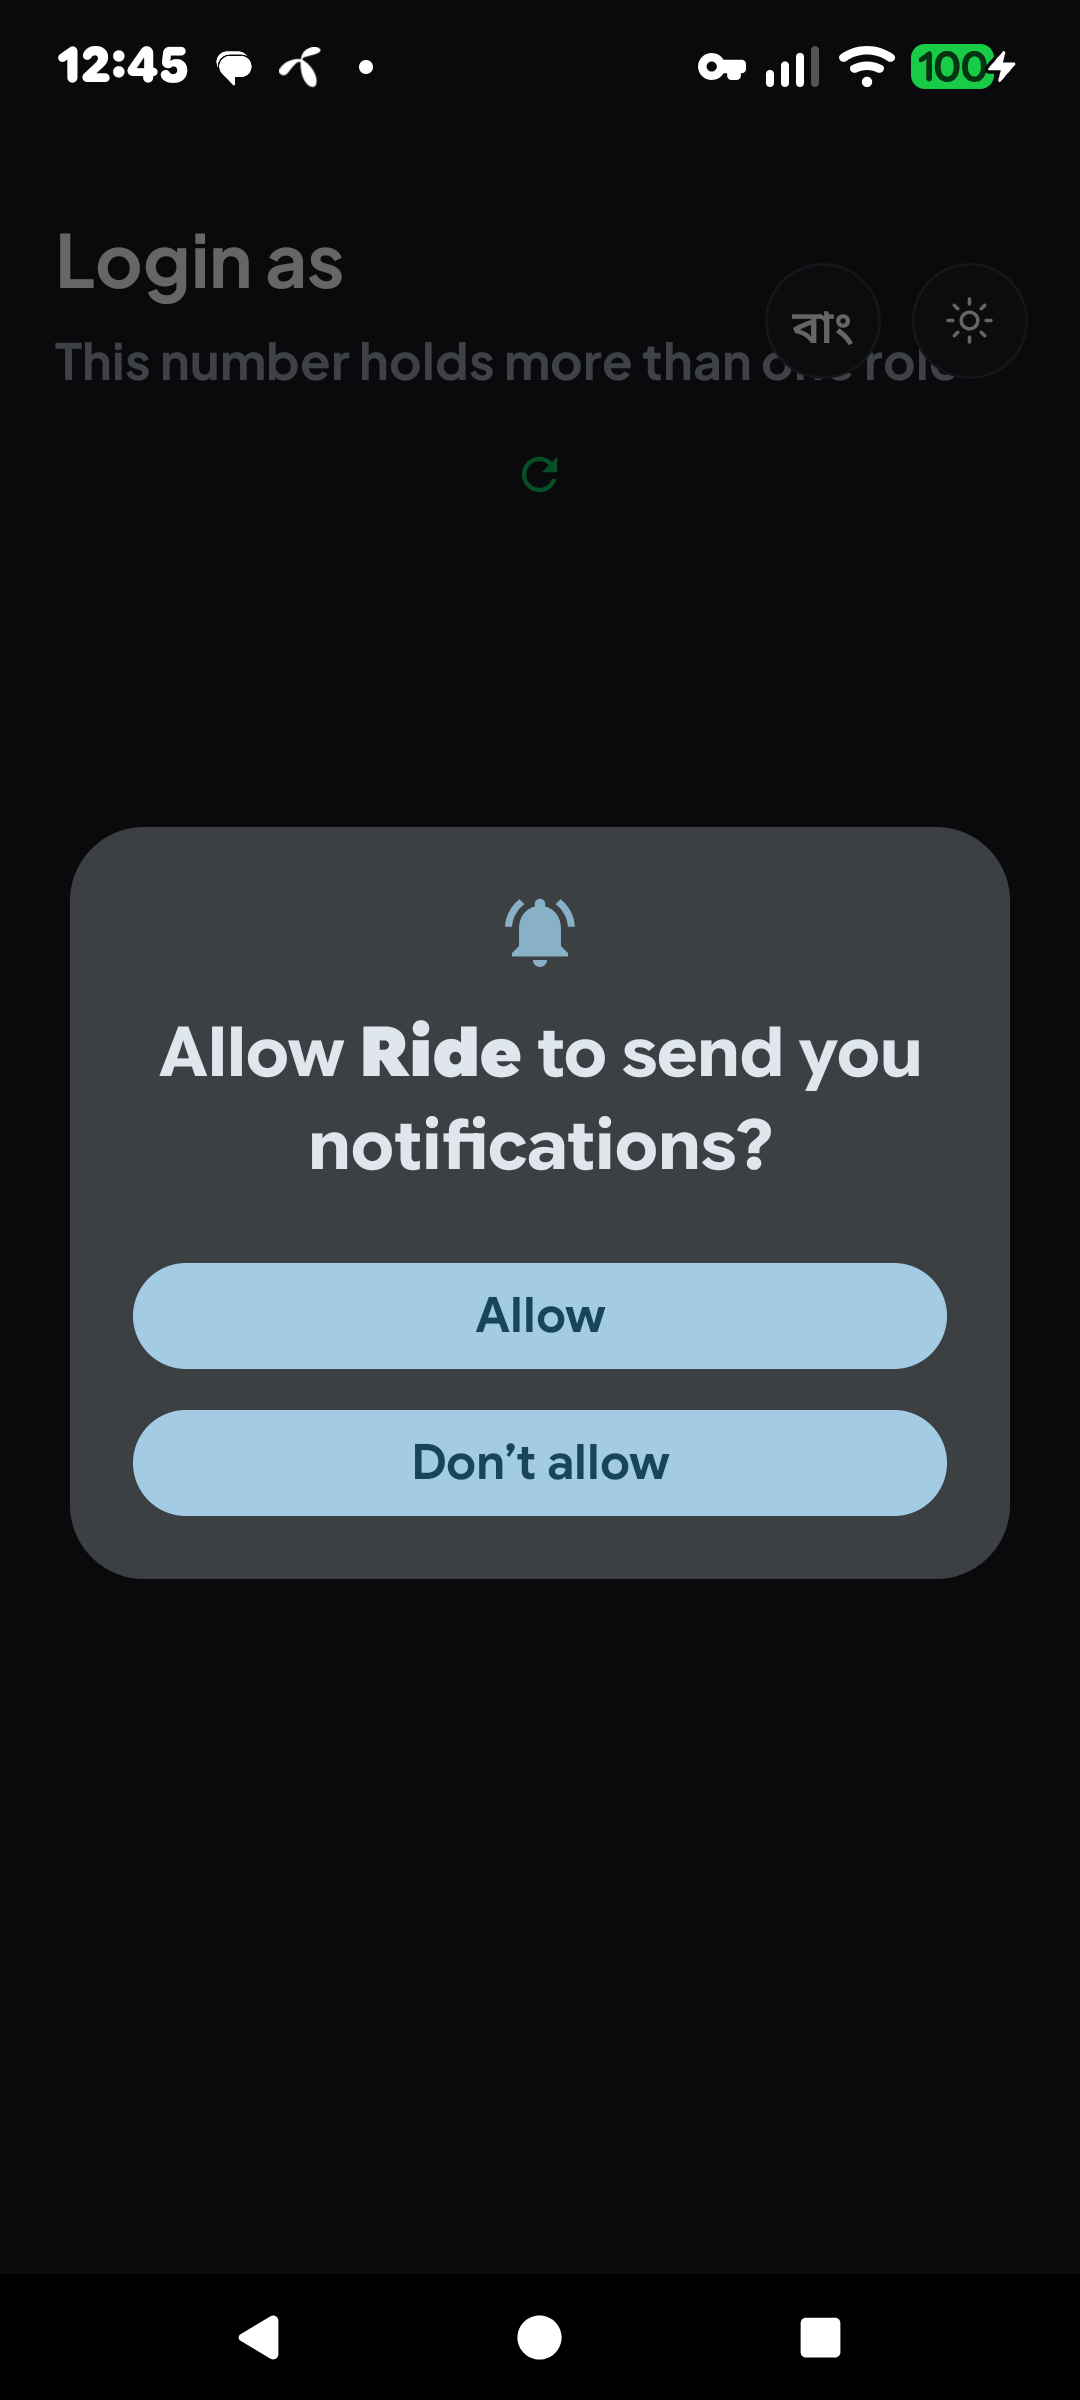 12:45
100
Login as
বাং
This number holds more than one role
Allow Ride to send you
notifications?
Allow
Don’t allow